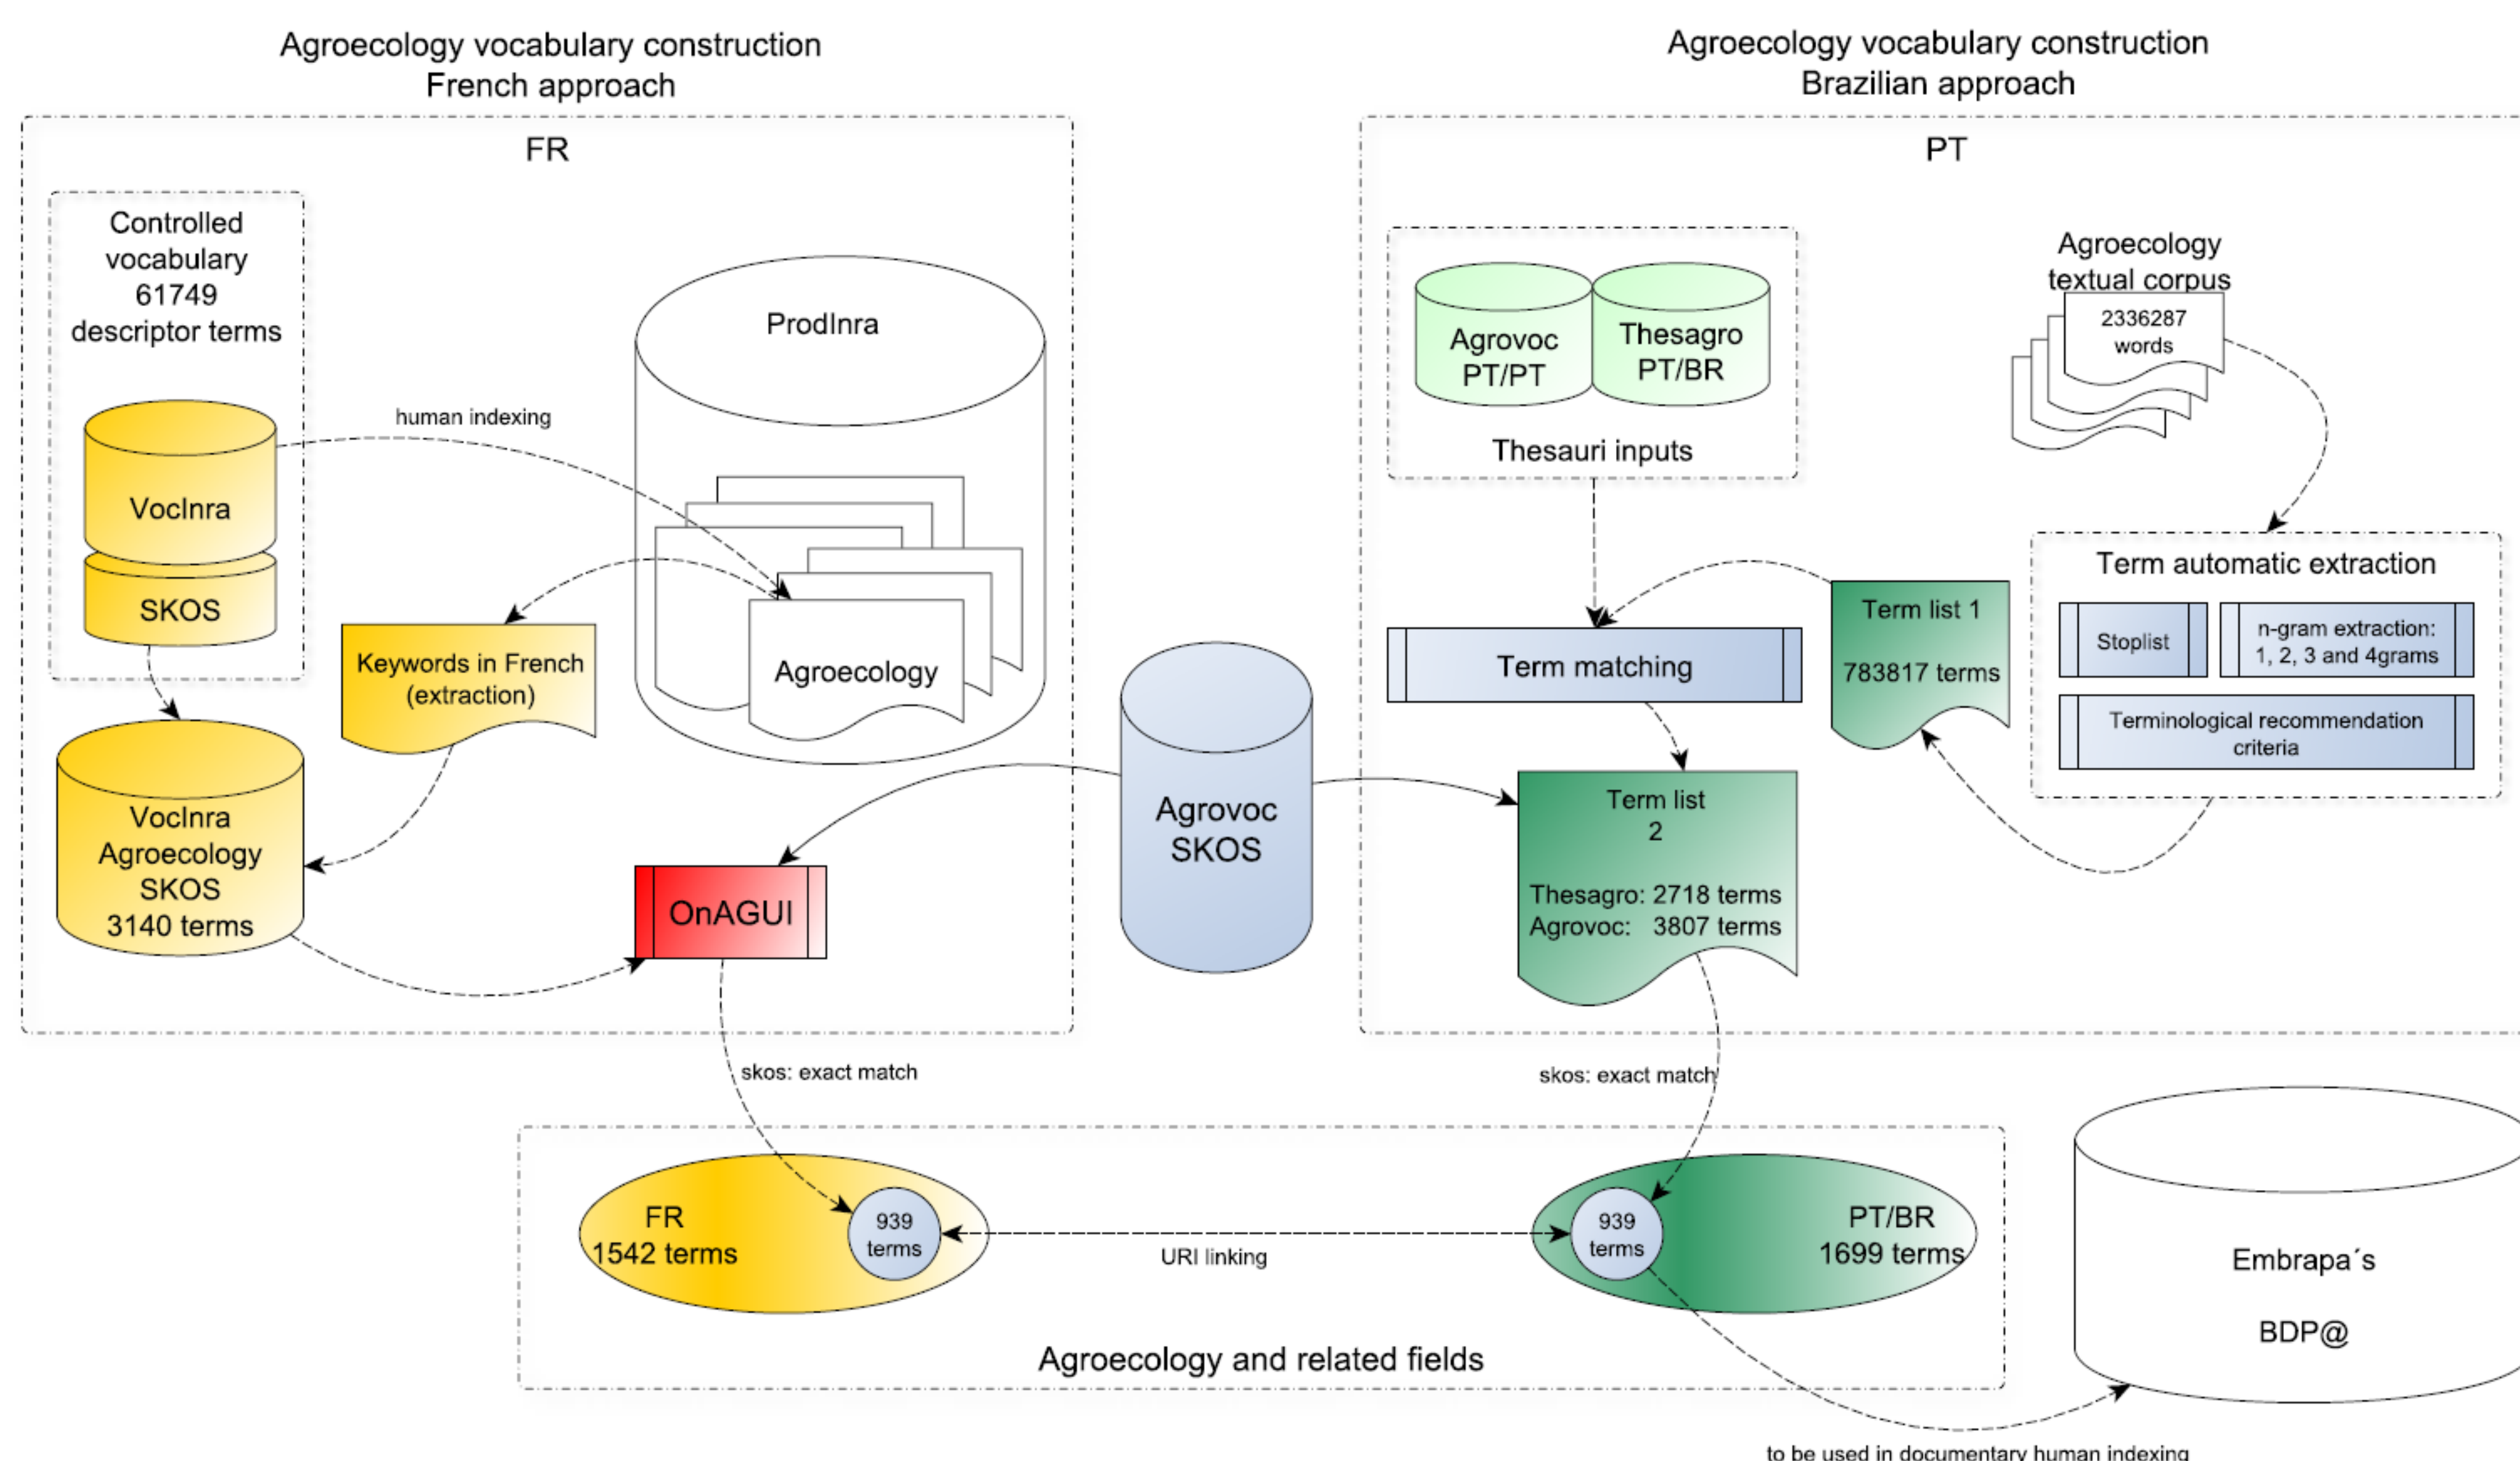 Agroecology vocabulary construction
French approach
FR
Controlled
vocabulary
61749
descriptor terms
VocInra
SKOS
human indexing
ProdInra
Agroecology
Keywords in French
(extraction)
VocInra
Agroecology
SKOS
3140 terms
OnAGUI
Agrovoc
SKOS
Agroecology vocabulary construction
Brazilian approach
PT
Agrovoc
PT/PT
Thesagro
PT/BR
Thesauri inputs
Agroecology
textual corpus
2336287
words
Term automatic extraction
Stoplist
n-gram extraction:
1, 2, 3 and 4grams
Terminological recommendation
criteria
Term list 1
783817 terms
Term matching
Term list
2
Thesagro: 2718 terms
Agrovoc: 3807 terms
skos: exact match
skos: exact match
FR
1542 terms
939
terms
URI linking
939
terms
PT/BR
1699 terms
Agroecology and related fields
Embrapa´s
BDP@
to be used in documentary human indexing